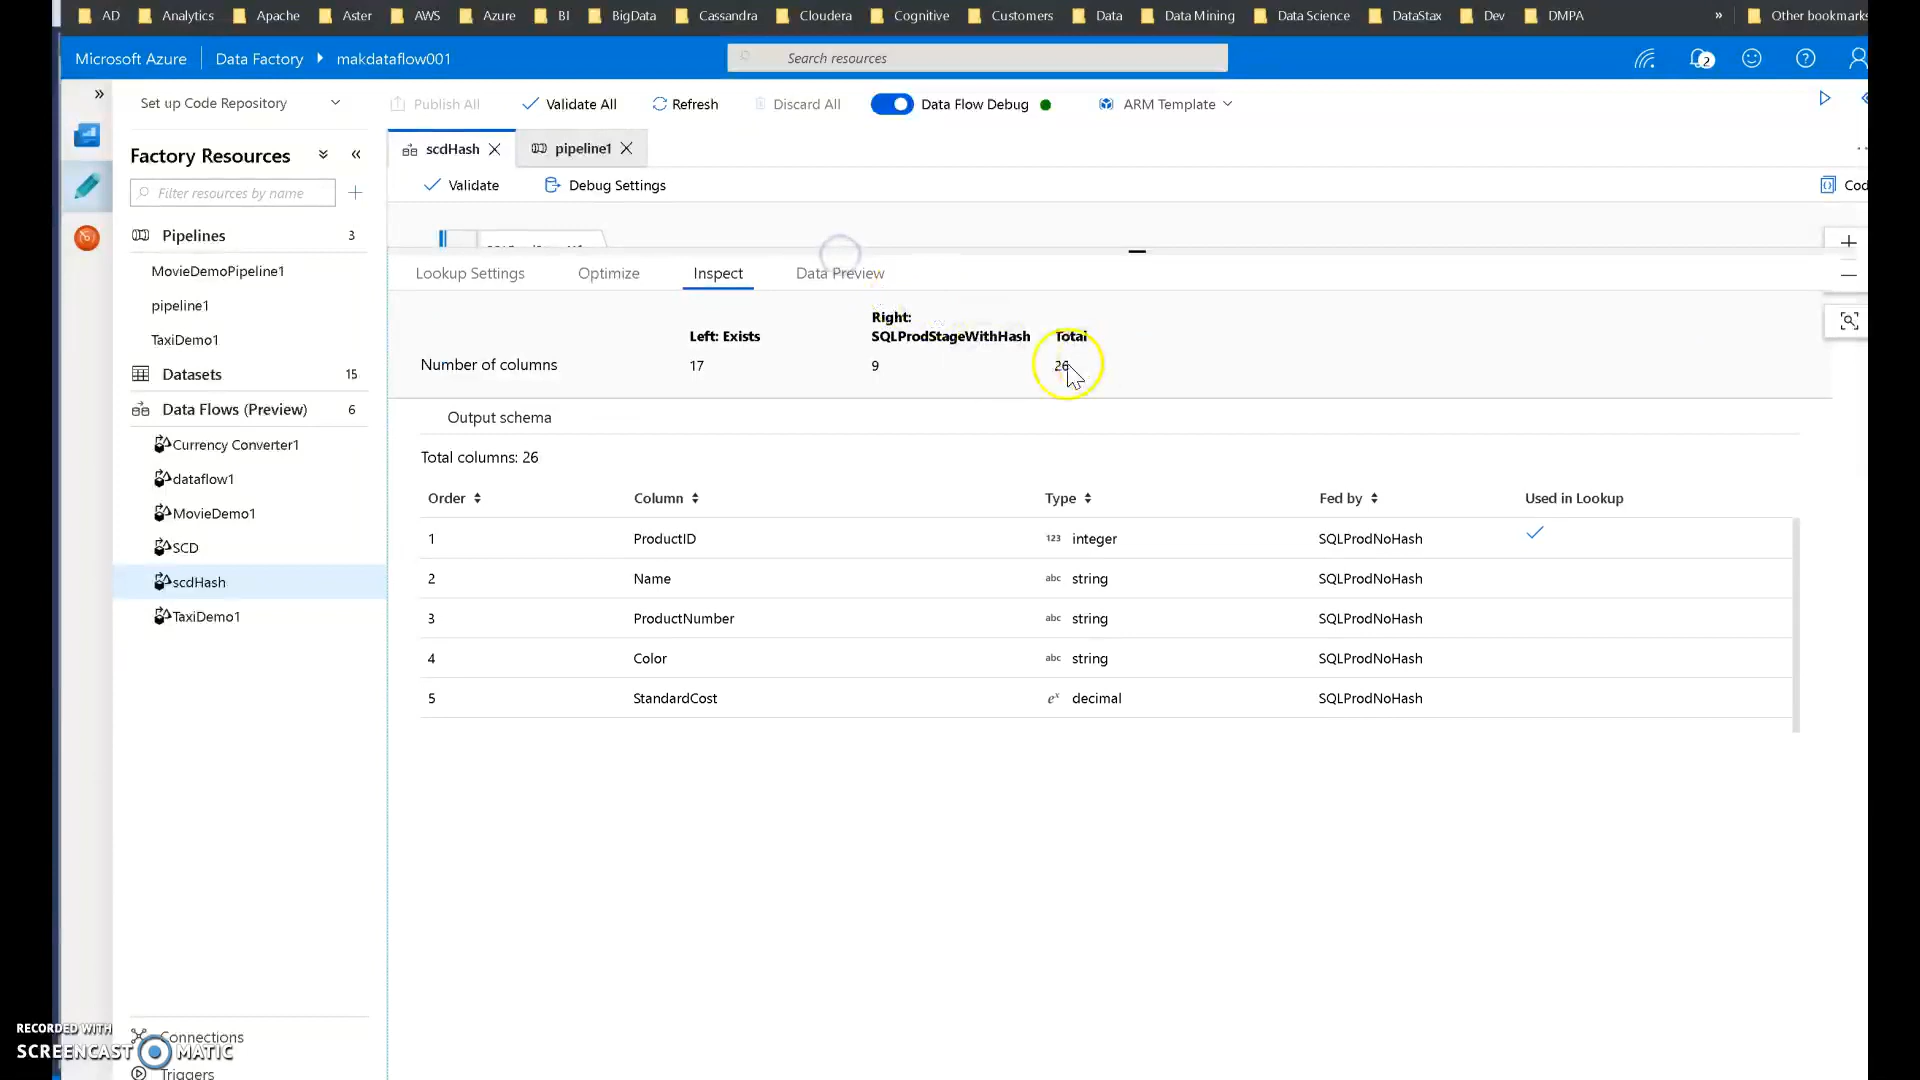 AD Analytics Apache Aster AWS Azure BI BigData Cassandra Cloudera Cognitive Customers Data Data Mining Data Science DataStax Dev DMPA » Other bookmarks
Microsoft Azure Data Factory makdataflow001 Search resources 2
» Set up Code Repository Publish All Validate All Refresh Discard All Data Flow Debug ARM Template
Factory Resources scdHash pipeline1
Filter resources by name Validate Debug Settings Cod
Pipelines 3
MovieDemoPipeline1 Lookup Settings Optimize Inspect Data Preview
pipeline1
Right:
TaxiDemo1 Left: Exists SQLProdStageWithHash Total
Datasets 15 Number of columns 17 9 26
Data Flows (Preview) 6 Output schema
Currency Converter1 Total columns: 26
dataflow1 Order Column Type Fed by Used in Lookup
MovieDemo1
SCD 1 ProductID 123 integer SQLProdNoHash
scdHash 2 Name abc string SQLProdNoHash
TaxiDemo1 3 ProductNumber abc string SQLProdNoHash
4 Color abc string SQLProdNoHash
5 StandardCost eˣ decimal SQLProdNoHash
Connections
Triggers
RECORDED WITH
SCREENCAST MATIC